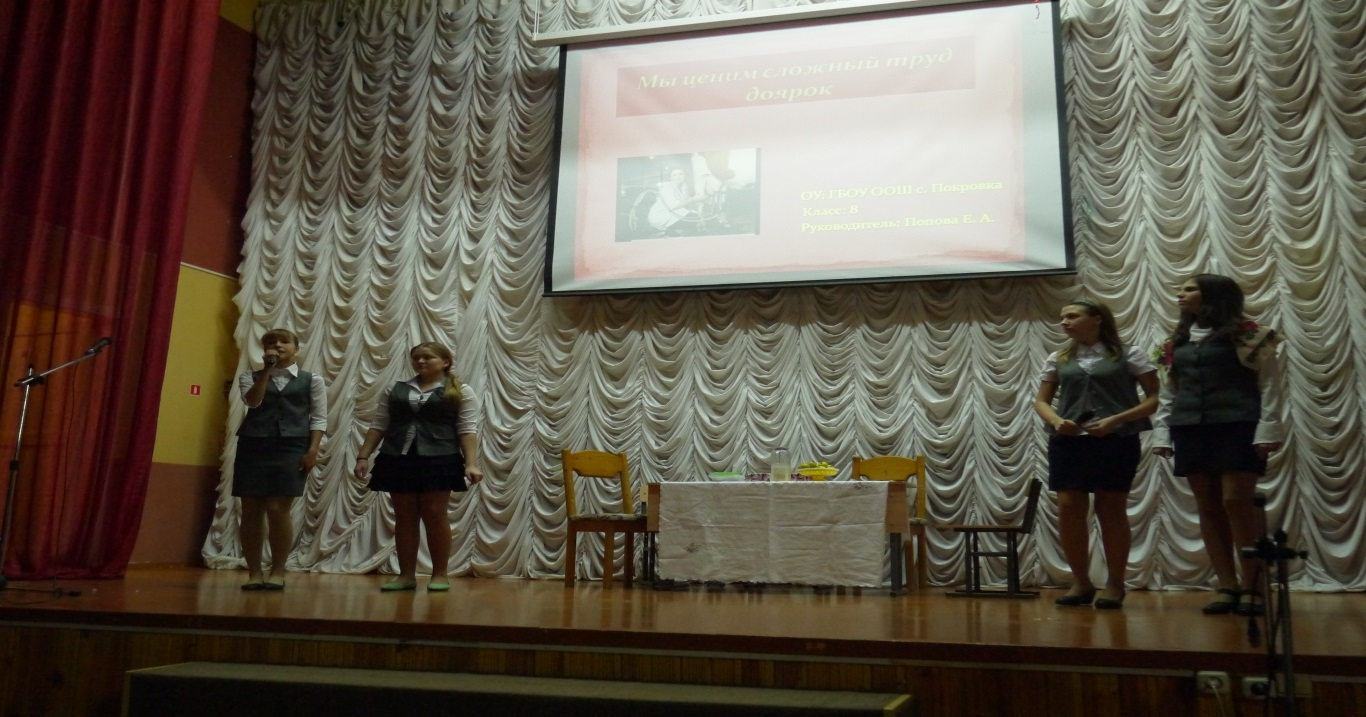 Мы ценим сложный труд
доярок
ОУ: ГБОУ ООШ с. Покровка
Класс: 8
Руководитель: Попова Е. А.